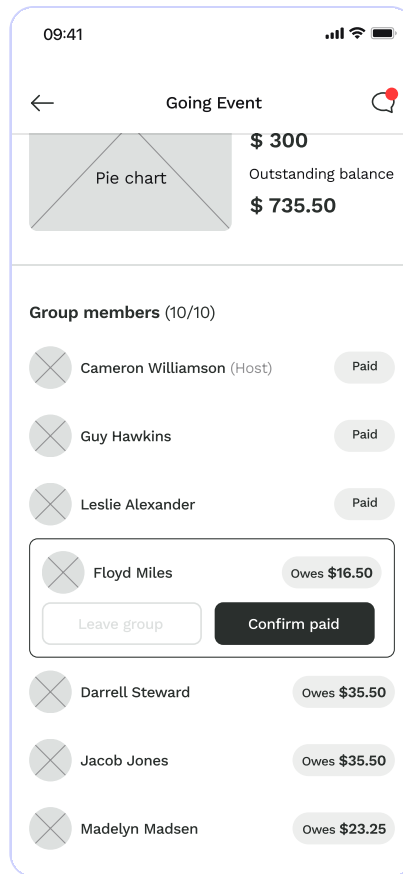 09:41
Going Event
$ 300
Pie chart
Outstanding balance
$ 735.50
Group members (10/10)
Cameron Williamson (Host) Paid
Guy Hawkins Paid
Leslie Alexander Paid
Floyd Miles Owes $16.50
Leave group Confirm paid
Darrell Steward Owes $35.50
Jacob Jones Owes $35.50
Madelyn Madsen Owes $23.25